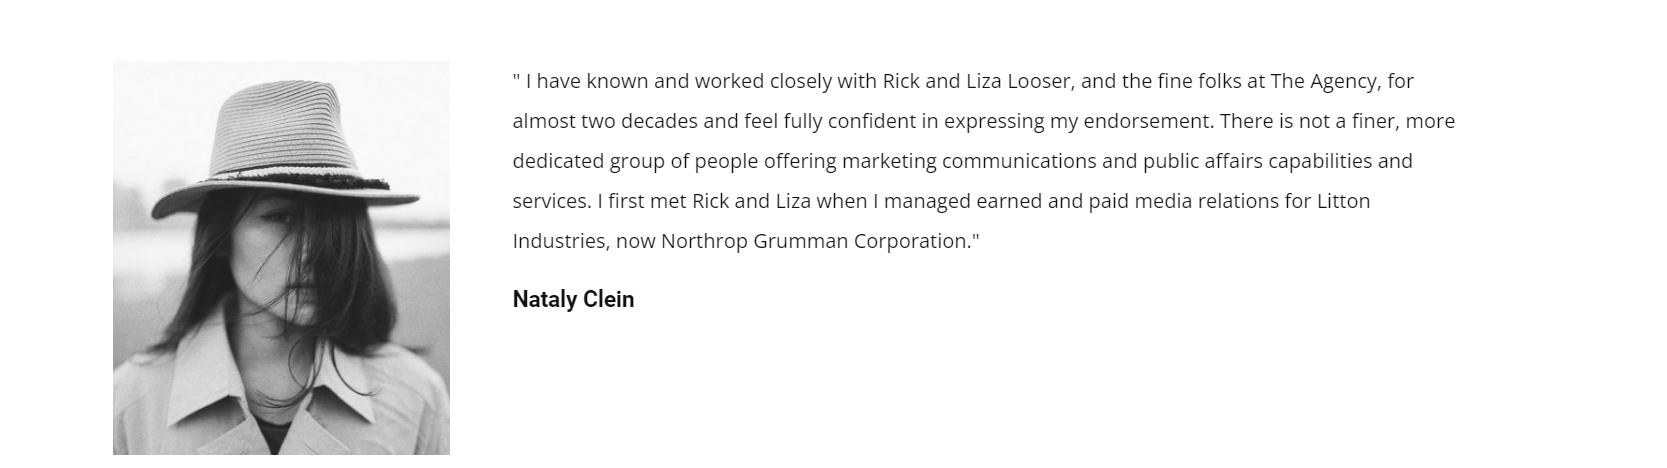 " I have known and worked closely with Rick and Liza Looser, and the fine folks at The Agency, for
almost two decades and feel fully confident in expressing my endorsement. There is not a finer, more
dedicated group of people offering marketing communications and public affairs capabilities and
services. I first met Rick and Liza when I managed earned and paid media relations for Litton
Industries, now Northrop Grumman Corporation."
Nataly Clein